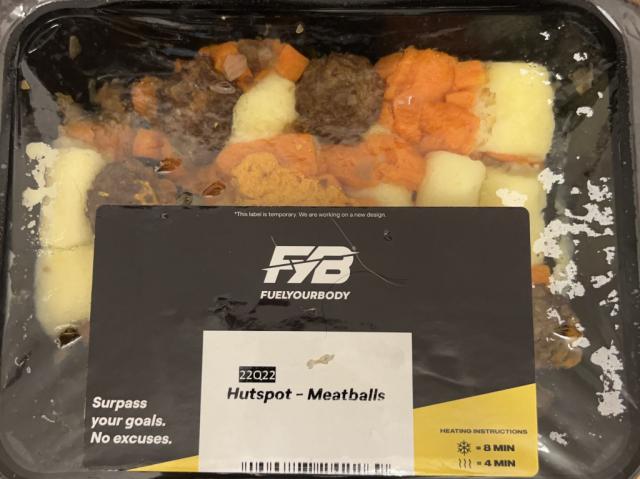 *This label is temporary. We are working on a new design.
FYB
FUELYOURBODY
22Q22
Hutspot - Meatballs
Surpass
your goals.
No excuses.
HEATING INSTRUCTIONS
= 8 MIN
= 4 MIN